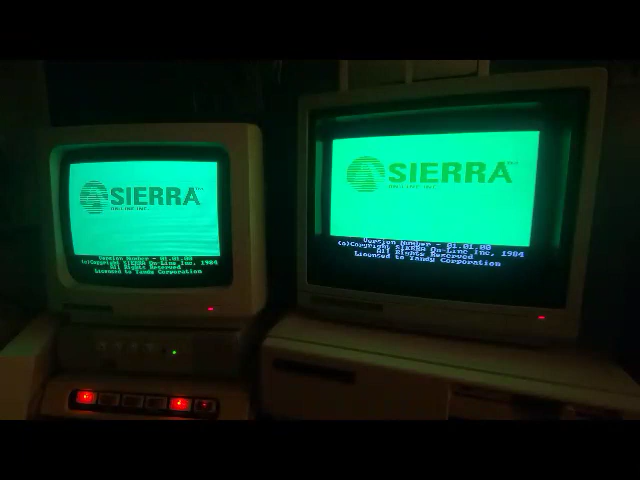 SIERRA™
ON-LINE INC.
Version Number - 01.01.00
(c)Copyright SIERRA On-Line Inc, 1984
All Rights Reserved
Licensed to Tandy Corporation
SIERRA™
ON-LINE INC.
Version Number - 01.01.00
(c)Copyright SIERRA On-Line Inc, 1984
All Rights Reserved
Licensed to Tandy Corporation